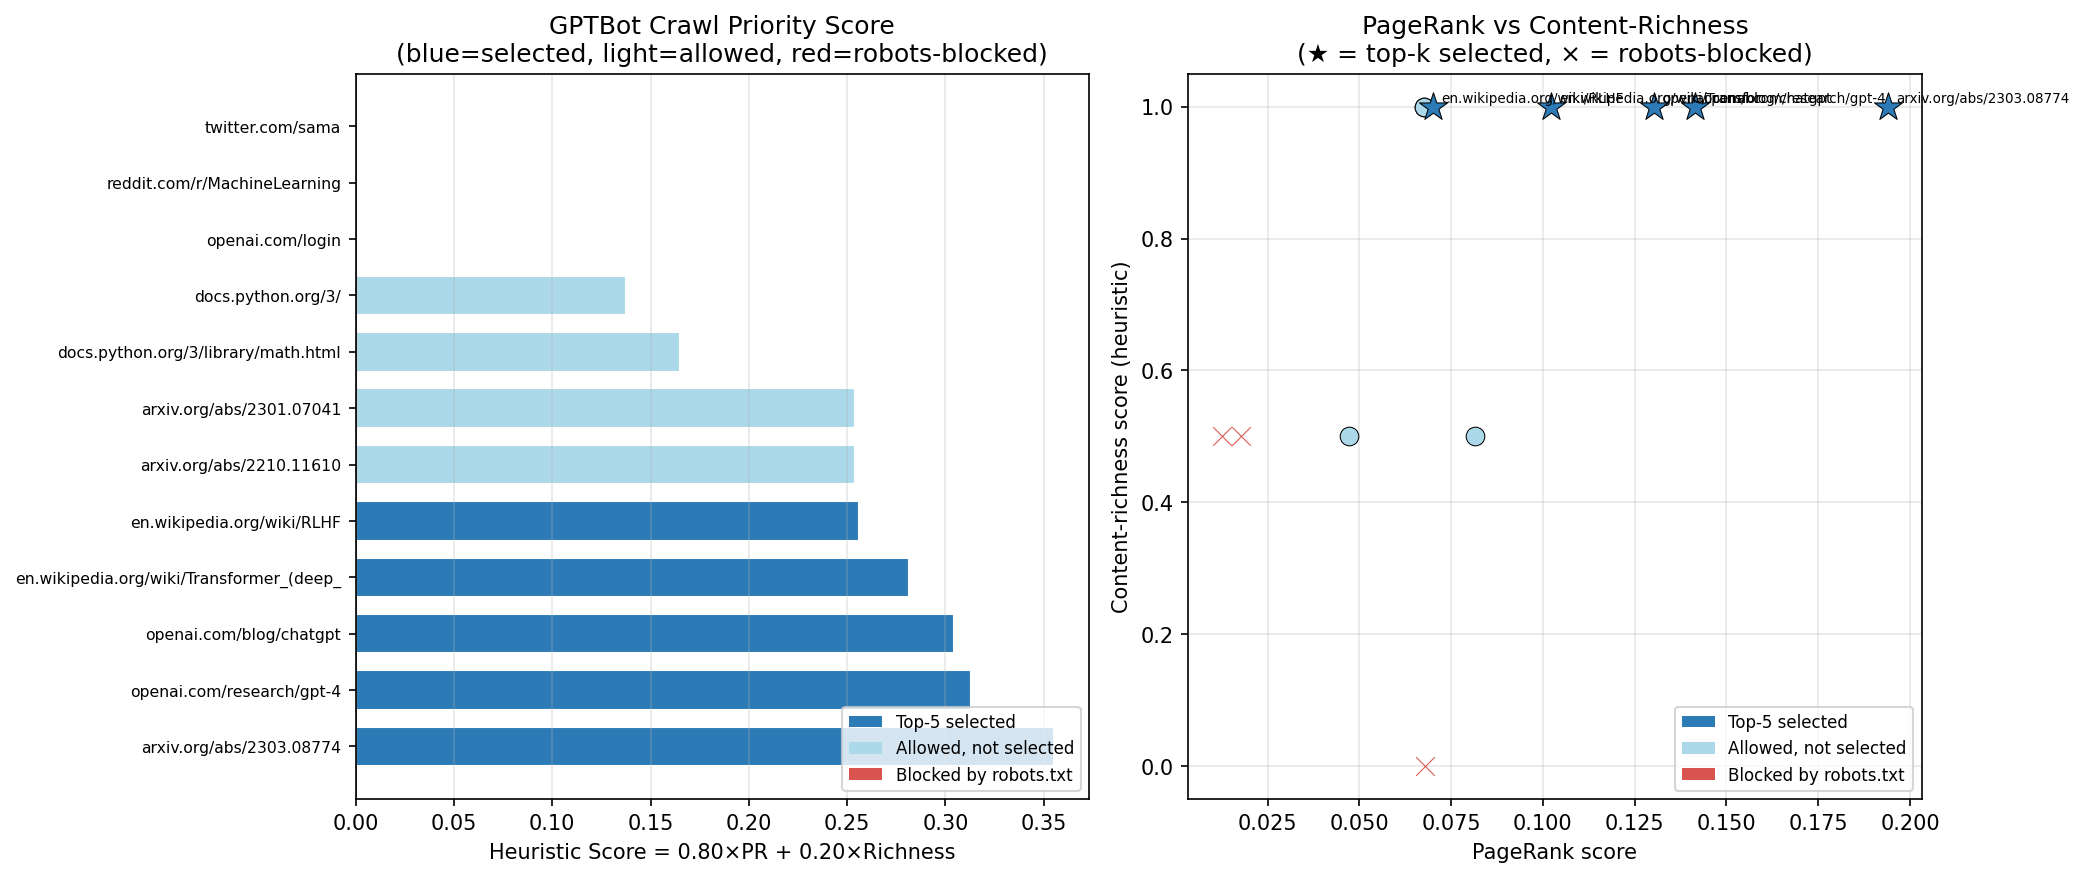 GPTBot Crawl Priority Score
(blue=selected, light=allowed, red=robots-blocked)
twitter.com/sama
reddit.com/r/MachineLearning
openai.com/login
docs.python.org/3/
docs.python.org/3/library/math.html
arxiv.org/abs/2301.07041
arxiv.org/abs/2210.11610
en.wikipedia.org/wiki/RLHF
en.wikipedia.org/wiki/Transformer_(deep_
openai.com/blog/chatgpt
openai.com/research/gpt-4
arxiv.org/abs/2303.08774
Top-5 selected
Allowed, not selected
Blocked by robots.txt
0.00 0.05 0.10 0.15 0.20 0.25 0.30 0.35
Heuristic Score = 0.80×PR + 0.20×Richness
PageRank vs Content-Richness
(★ = top-k selected, × = robots-blocked)
en.wikipedia.org/wiki/RLHF
arxiv.org/abs/2303.08774
1.0
0.8
0.6
0.4
0.2
0.0
Content-richness score (heuristic)
Top-5 selected
Allowed, not selected
Blocked by robots.txt
0.025 0.050 0.075 0.100 0.125 0.150 0.175 0.200
PageRank score